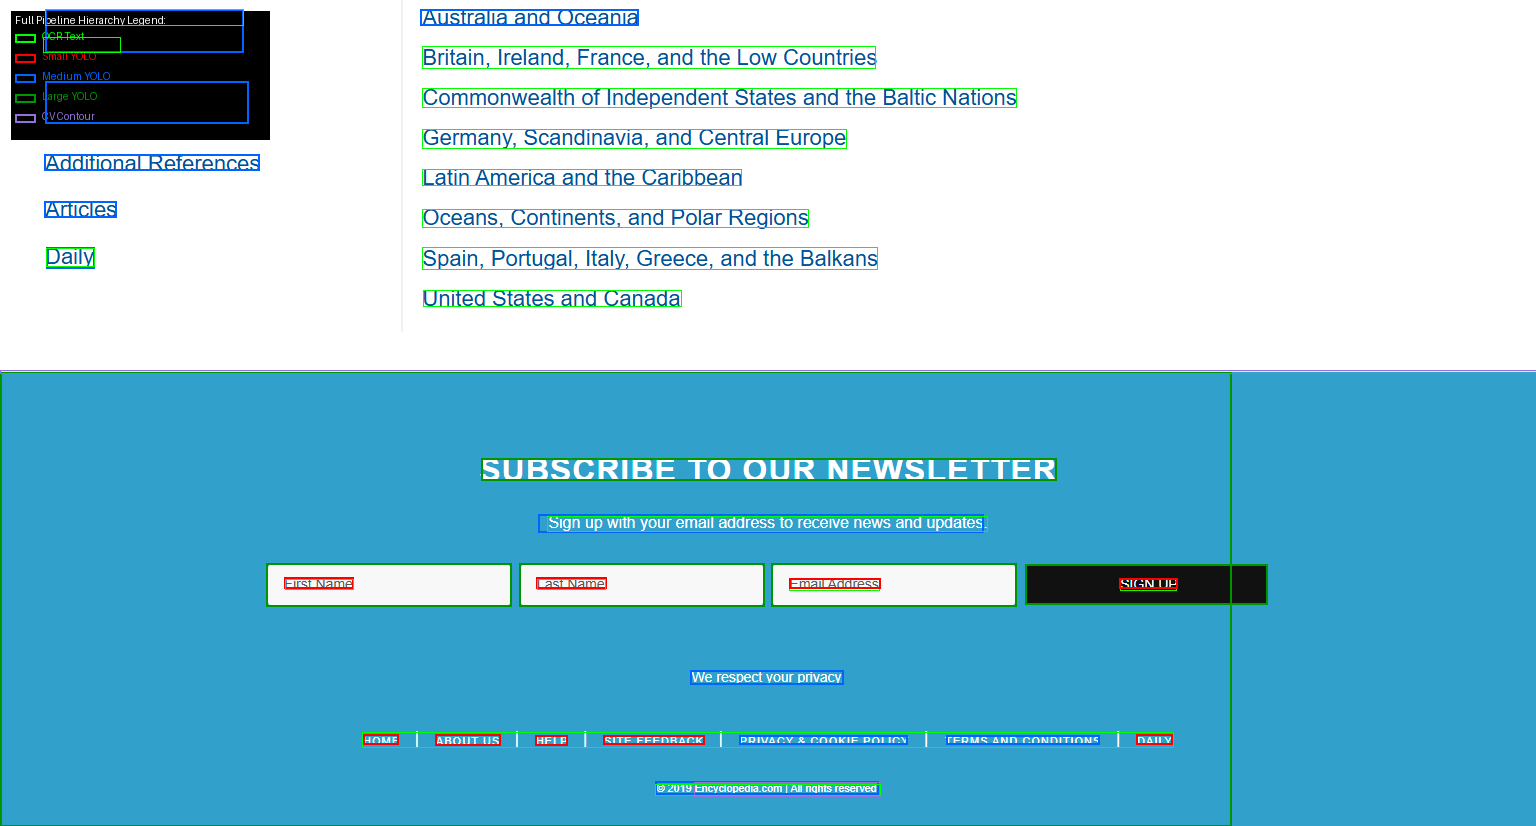 Full Pipeline Hierarchy Legend:
OCR Text
Small YOLO
Medium YOLO
Large YOLO
CV Contour
Additional References
Articles
Daily
Australia and Oceania
Britain, Ireland, France, and the Low Countries
Commonwealth of Independent States and the Baltic Nations
Germany, Scandinavia, and Central Europe
Latin America and the Caribbean
Oceans, Continents, and Polar Regions
Spain, Portugal, Italy, Greece, and the Balkans
United States and Canada
SUBSCRIBE TO OUR NEWSLETTER
Sign up with your email address to receive news and updates.
First Name Last Name Email Address SIGN UP
We respect your privacy
HOME | ABOUT US | HELP | SITE FEEDBACK | PRIVACY & COOKIE POLICY | TERMS AND CONDITIONS | DAILY
© 2019 Encyclopedia.com | All rights reserved